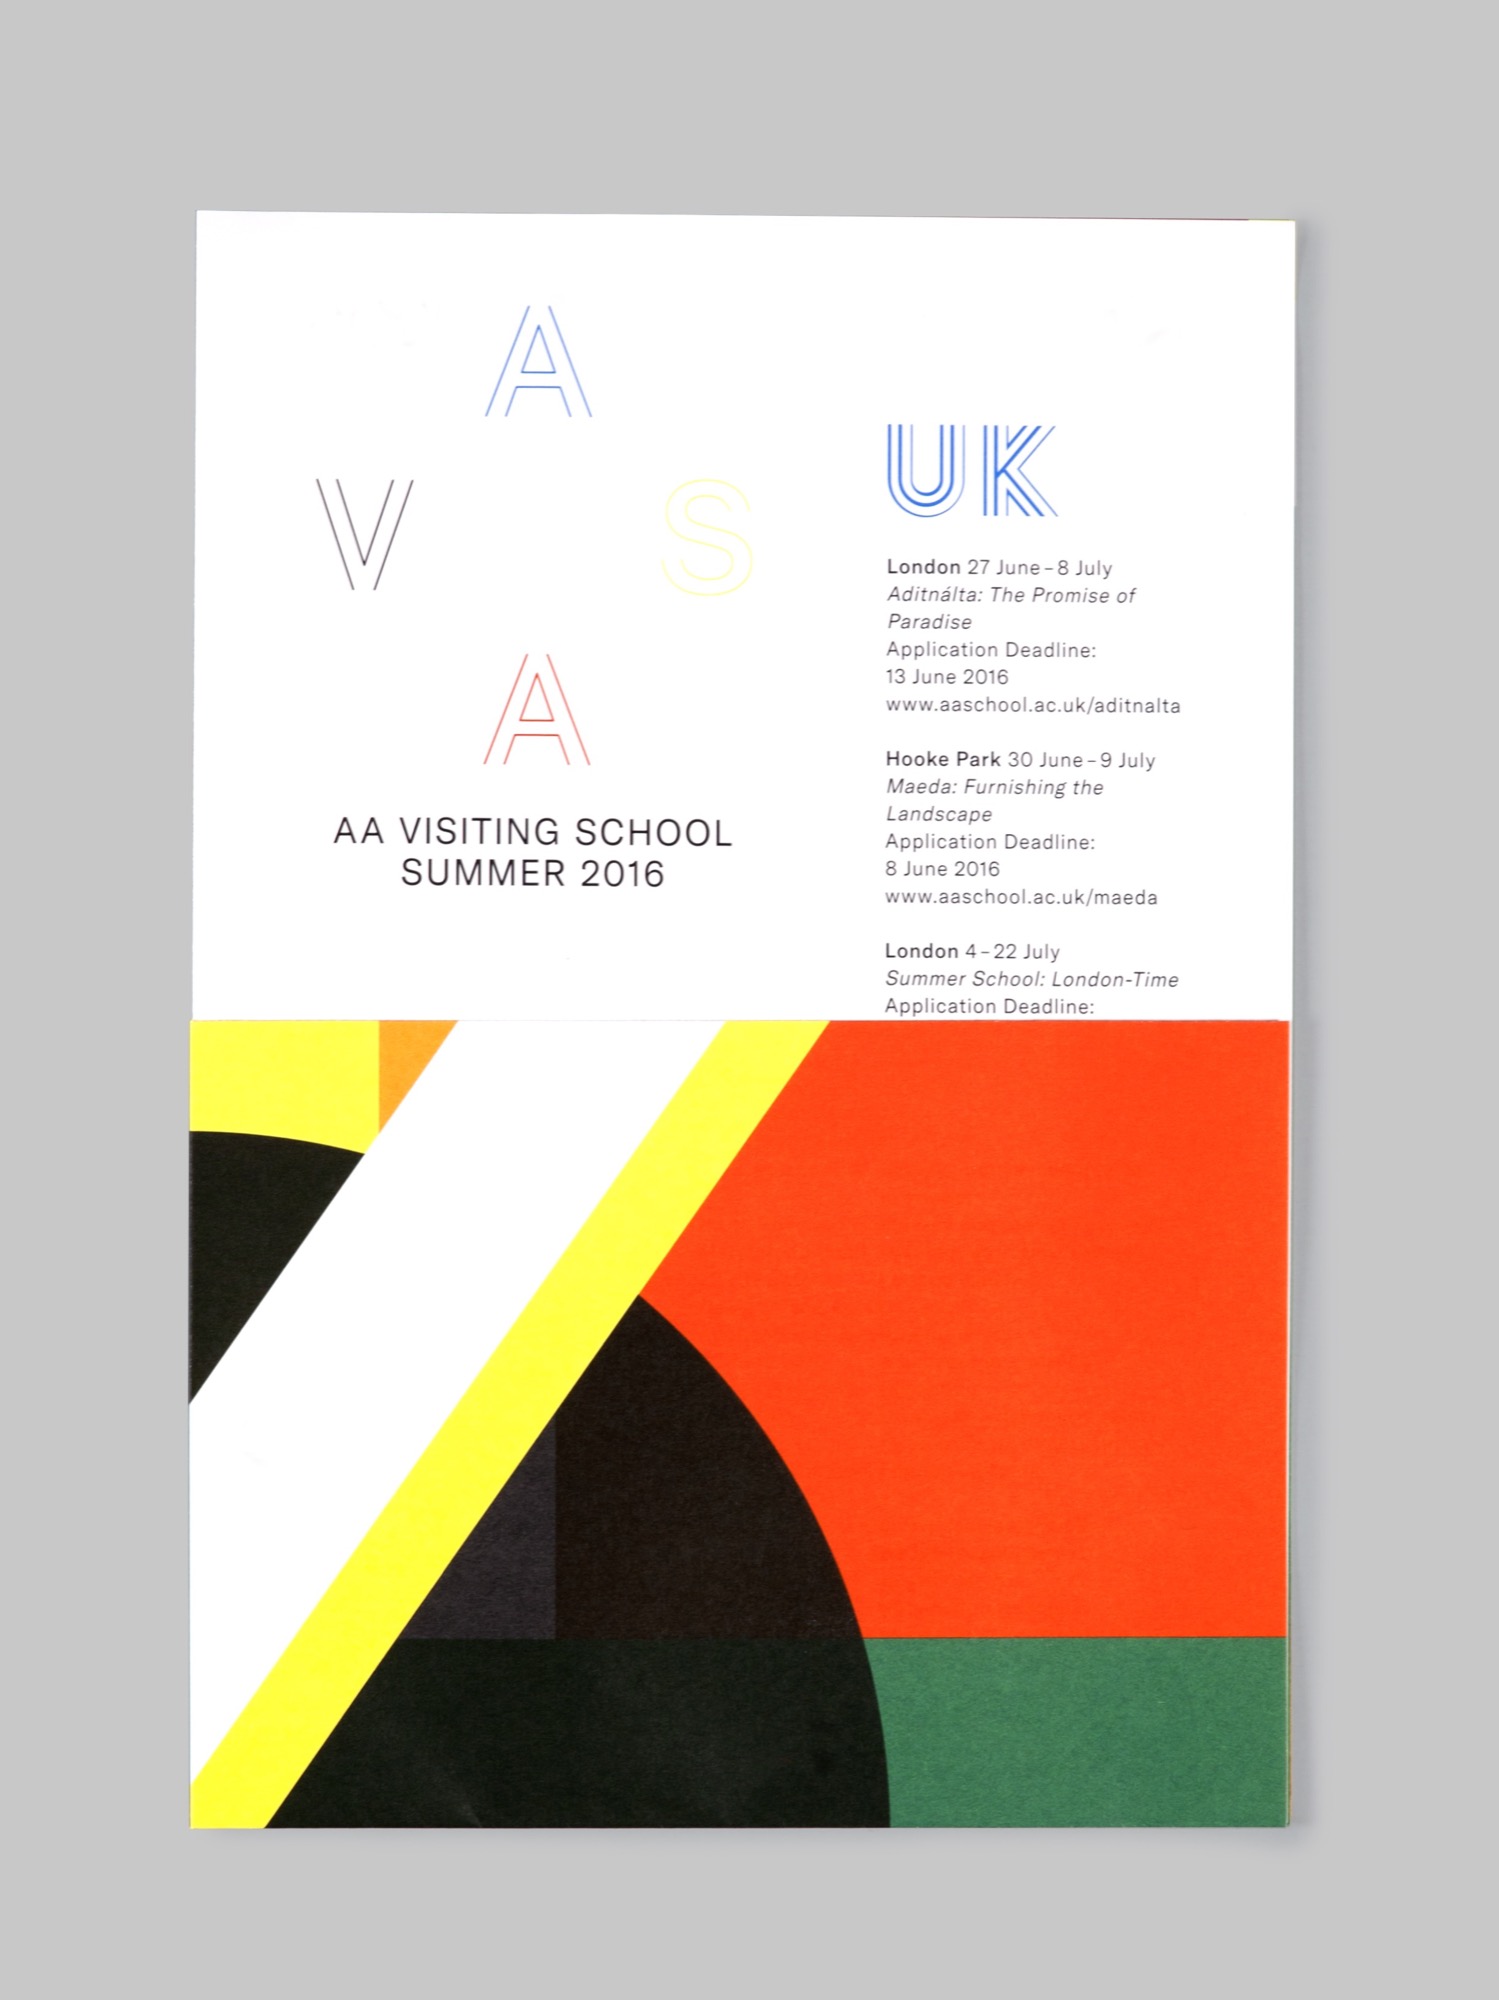 A
V S
A
AA VISITING SCHOOL
SUMMER 2016
UK
London 27 June – 8 July
Aditnálta: The Promise of
Paradise
Application Deadline:
13 June 2016
www.aaschool.ac.uk/aditnalta
Hooke Park 30 June – 9 July
Maeda: Furnishing the
Landscape
Application Deadline:
8 June 2016
www.aaschool.ac.uk/maeda
London 4 – 22 July
Summer School: London-Time
Application Deadline: